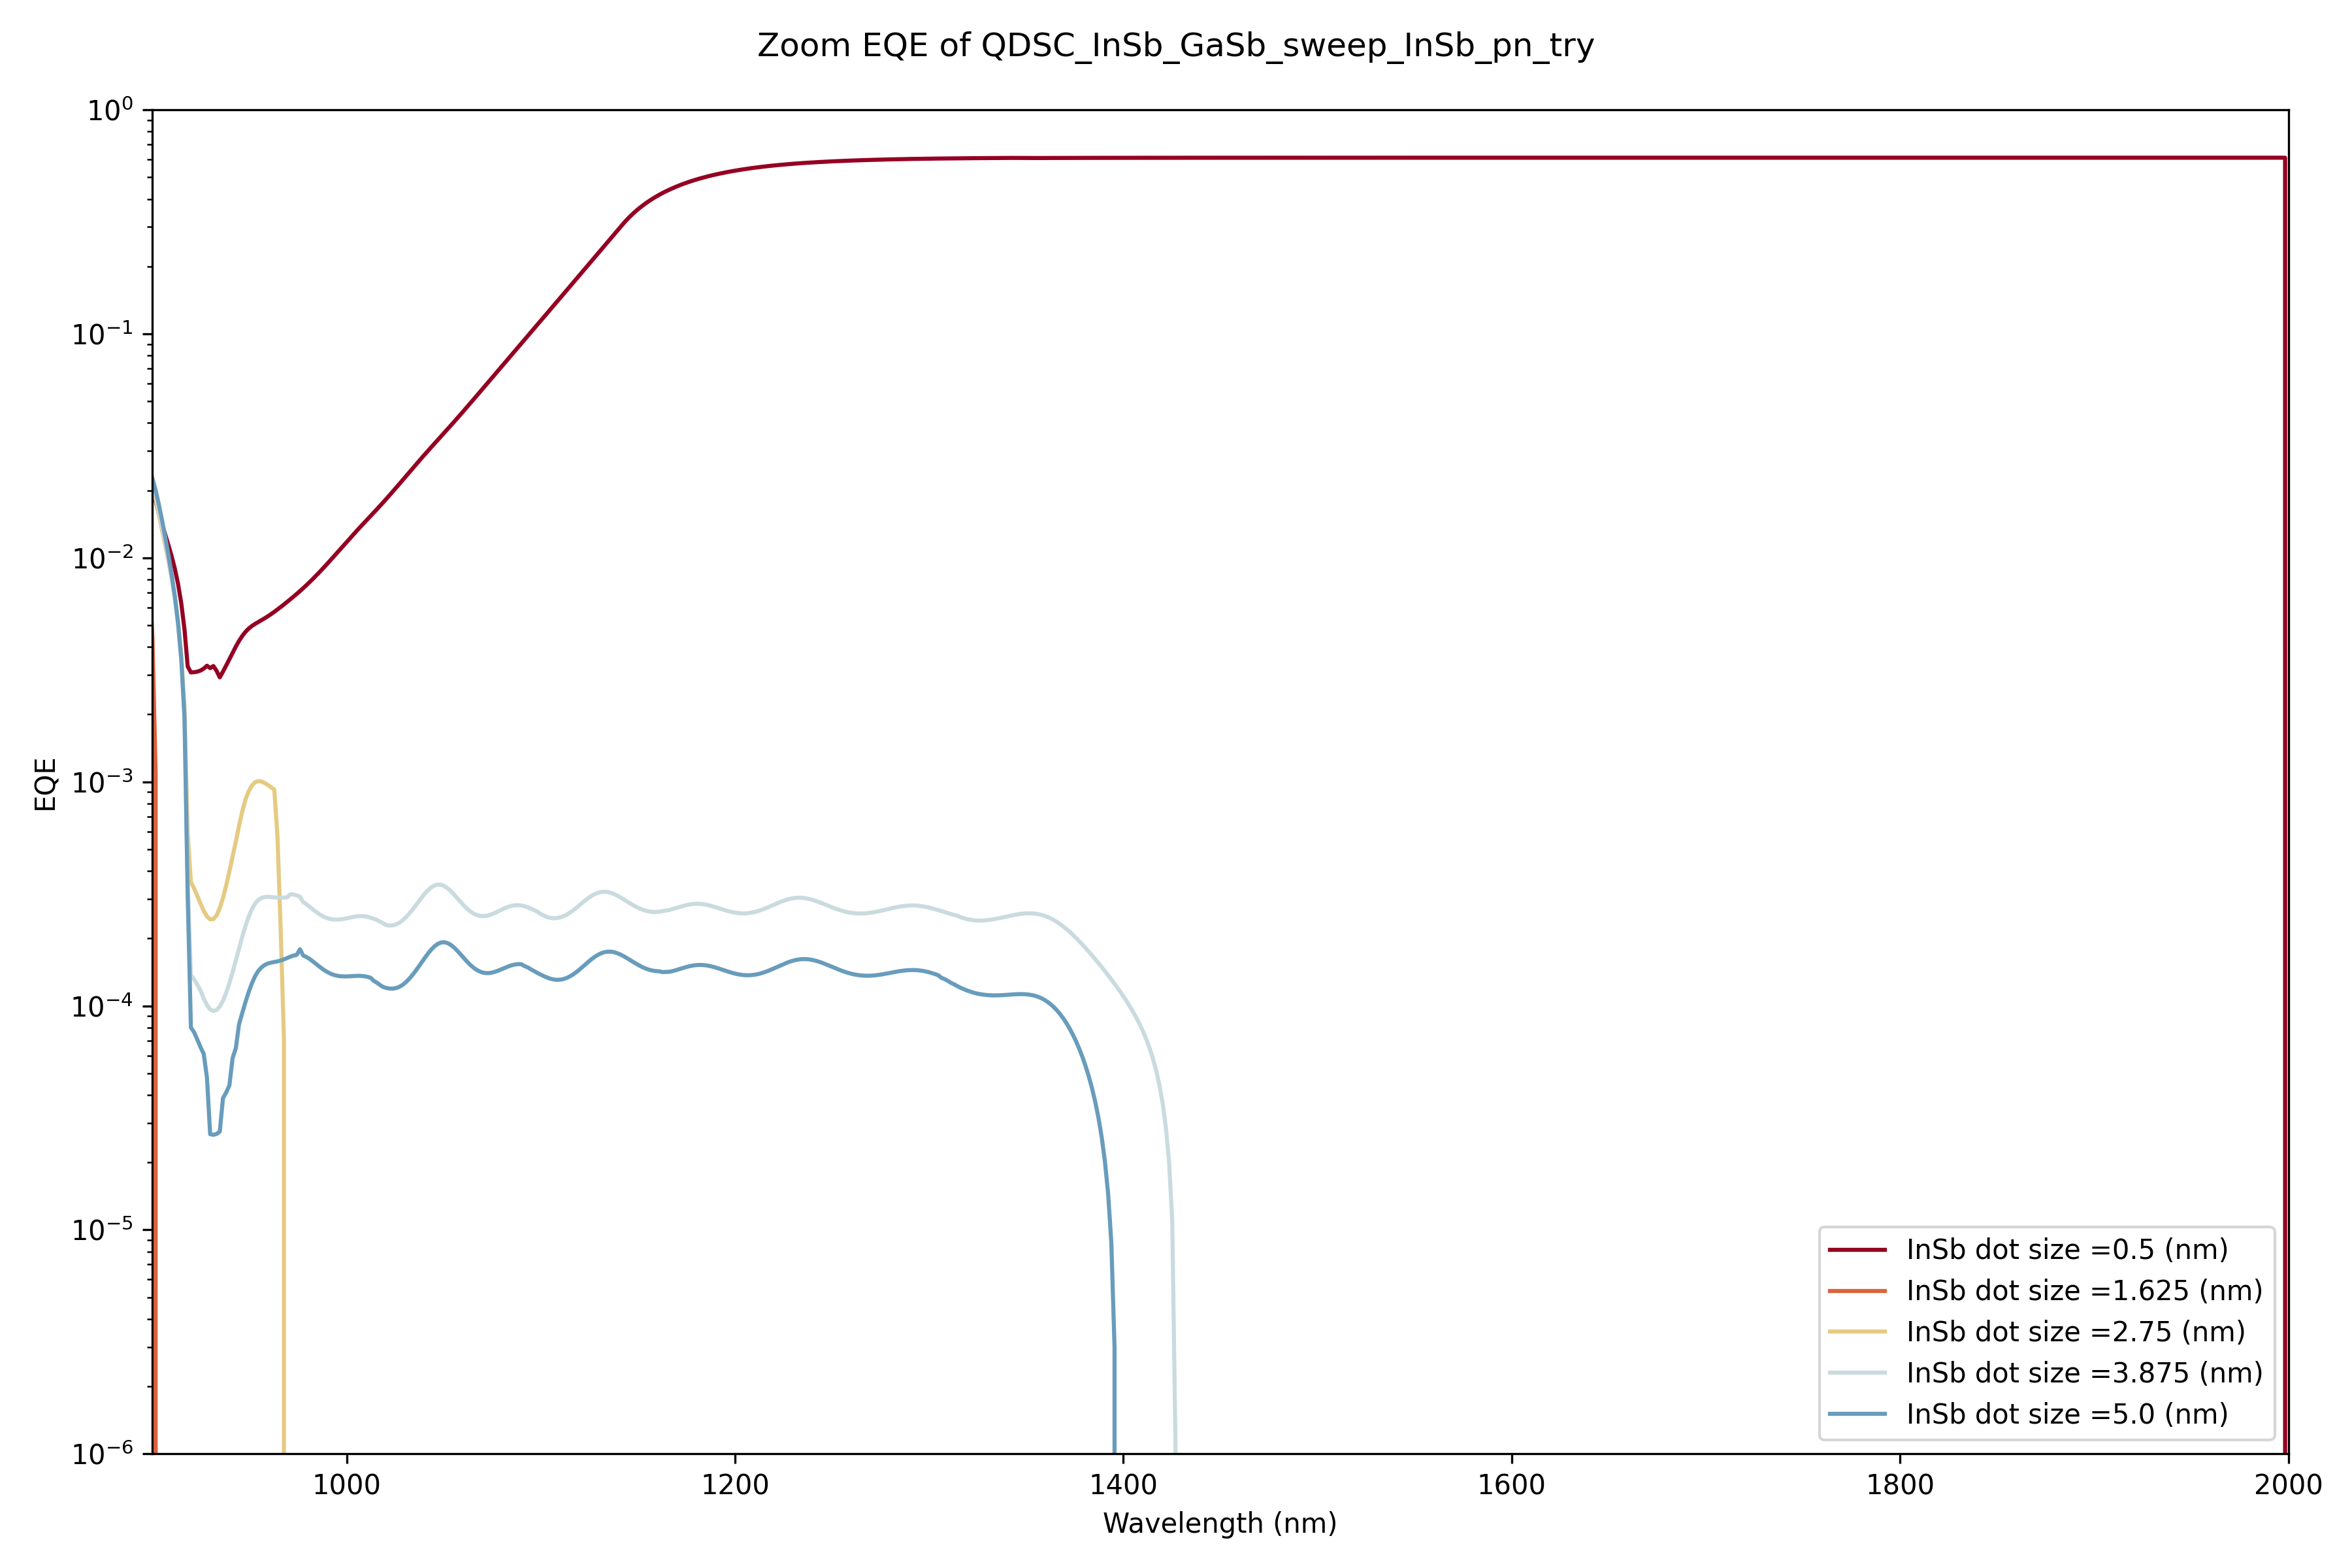 Zoom EQE of QDSC_InSb_GaSb_sweep_InSb_pn_try
EQE
10⁰
10⁻¹
10⁻²
10⁻³
10⁻⁴
10⁻⁵
10⁻⁶
InSb dot size =0.5 (nm)
InSb dot size =1.625 (nm)
InSb dot size =2.75 (nm)
InSb dot size =3.875 (nm)
InSb dot size =5.0 (nm)
1000 1200 1400 1600 1800 2000
Wavelength (nm)